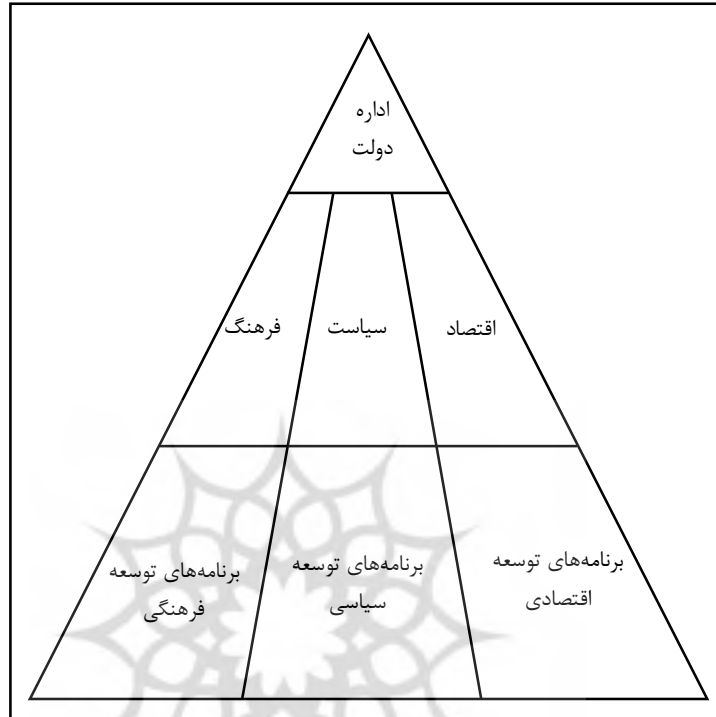 اداره
دولت
اقتصاد
سیاست
فرهنگ
برنامه‌های توسعه
اقتصادی
برنامه‌های توسعه
سیاسی
برنامه‌های توسعه
فرهنگی